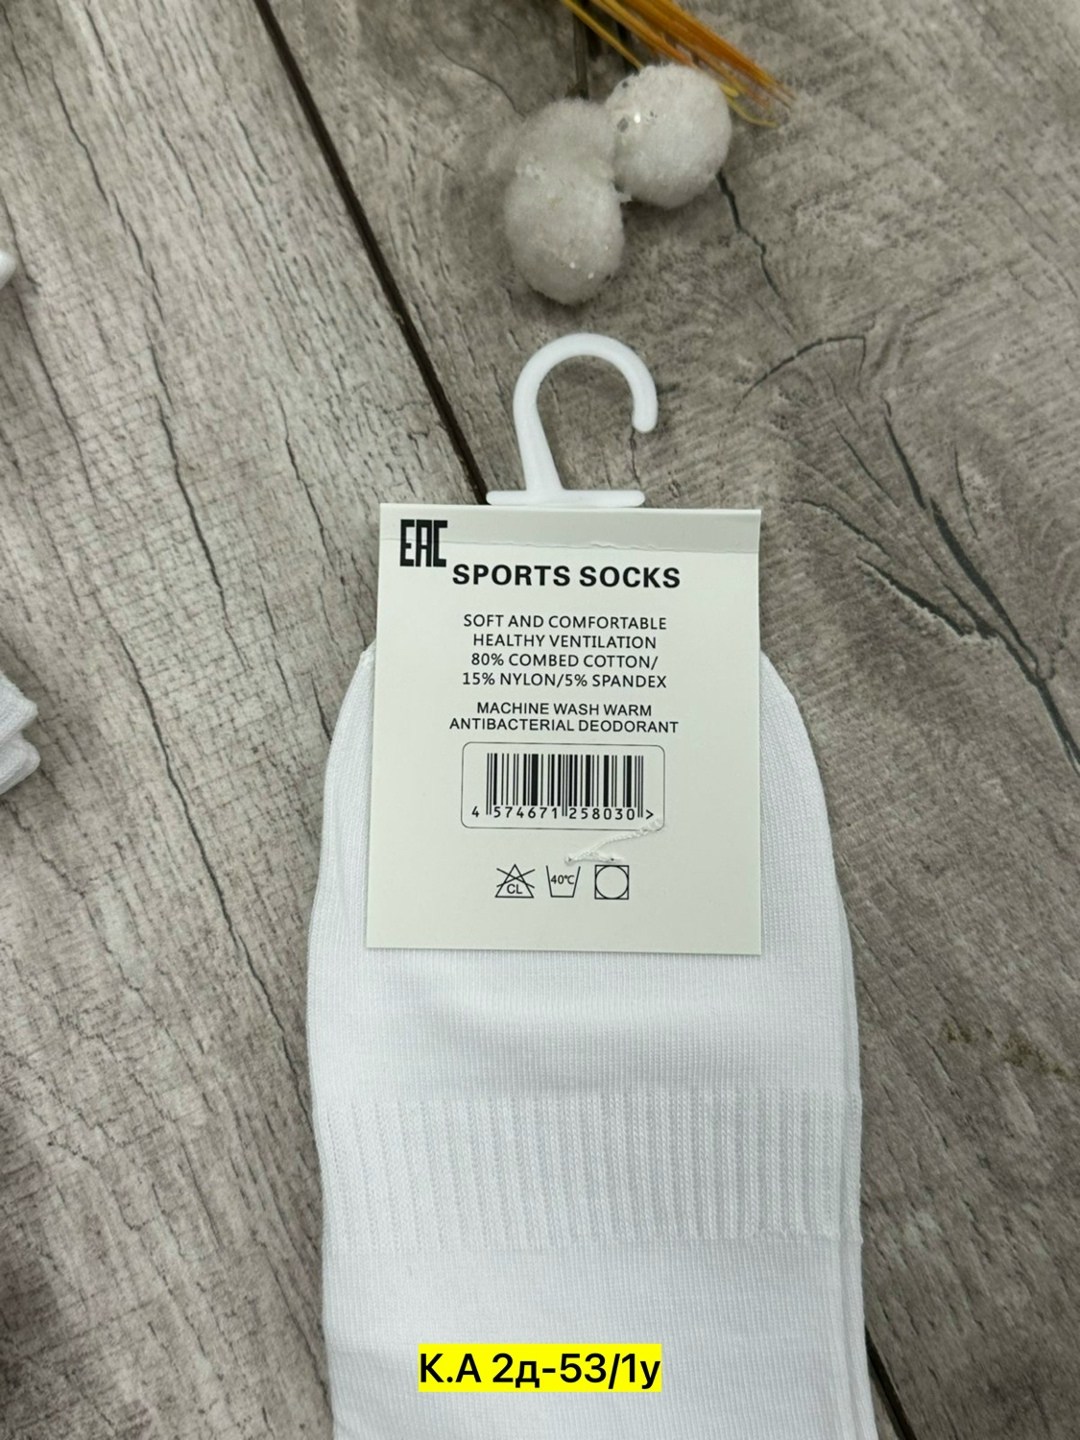 EAC
SPORTS SOCKS
SOFT AND COMFORTABLE
HEALTHY VENTILATION
80% COMBED COTTON/
15% NYLON/5% SPANDEX
MACHINE WASH WARM
ANTIBACTERIAL DEODORANT
4 574671 258030 >
CL 40°C
К.А 2д-53/1у